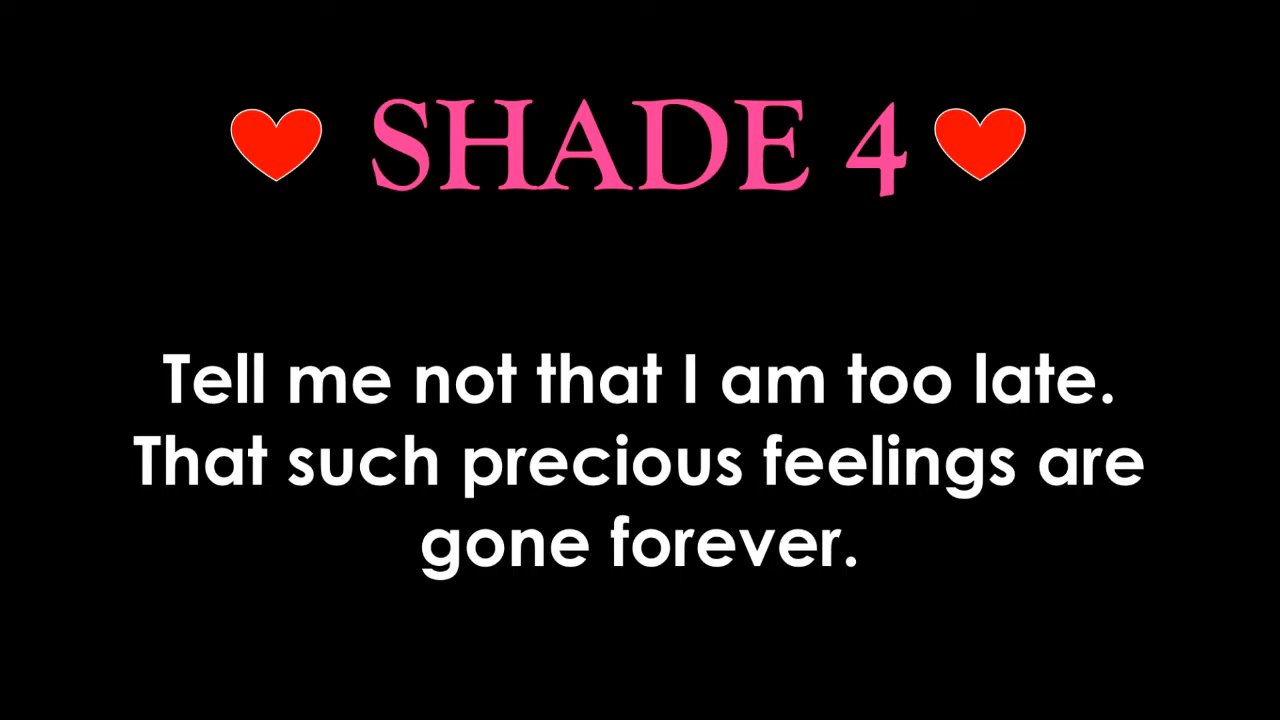 SHADE 4
Tell me not that I am too late.
That such precious feelings are
gone forever.